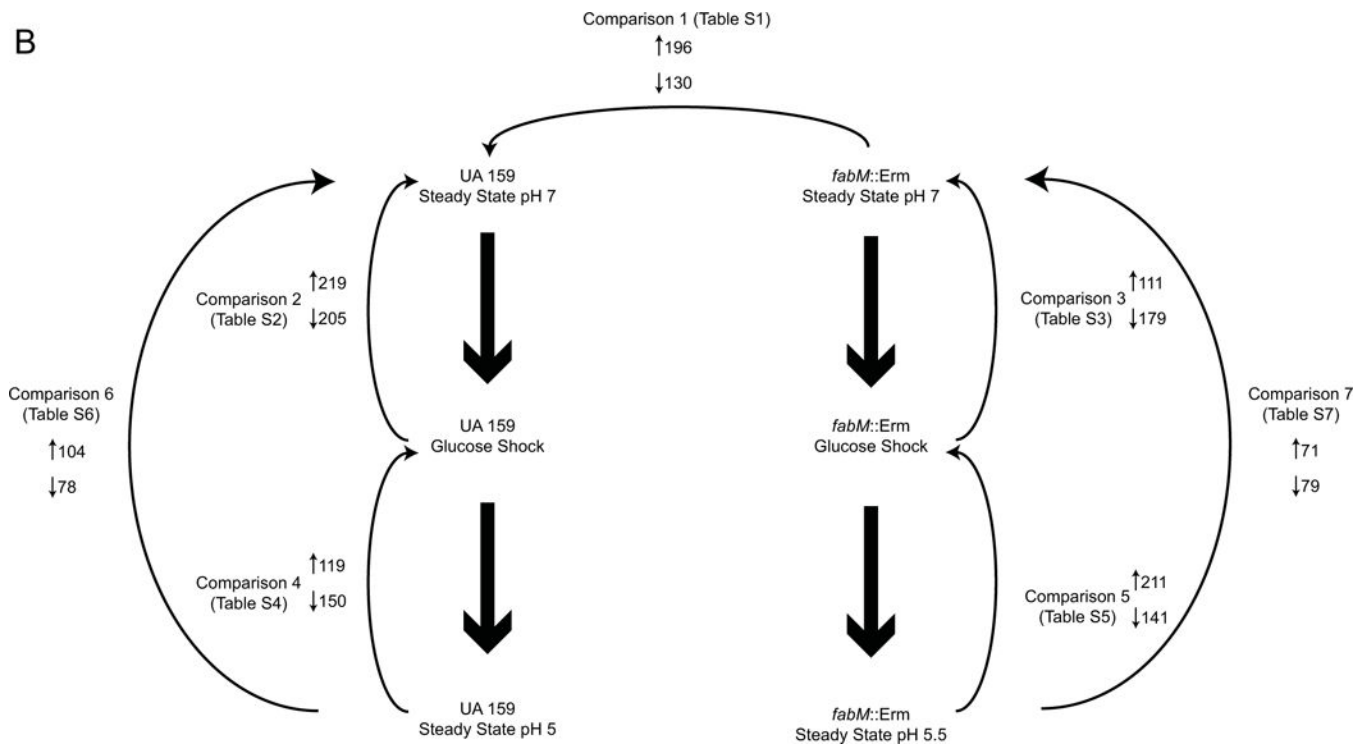 B
Comparison 1 (Table S1)
↑196
↓130
UA 159
Steady State pH 7
fabM::Erm
Steady State pH 7
Comparison 2
(Table S2)
↑219
↓205
Comparison 3
(Table S3)
↑111
↓179
Comparison 6
(Table S6)
↑104
↓78
UA 159
Glucose Shock
fabM::Erm
Glucose Shock
Comparison 7
(Table S7)
↑71
↓79
Comparison 4
(Table S4)
↑119
↓150
Comparison 5
(Table S5)
↑211
↓141
UA 159
Steady State pH 5
fabM::Erm
Steady State pH 5.5